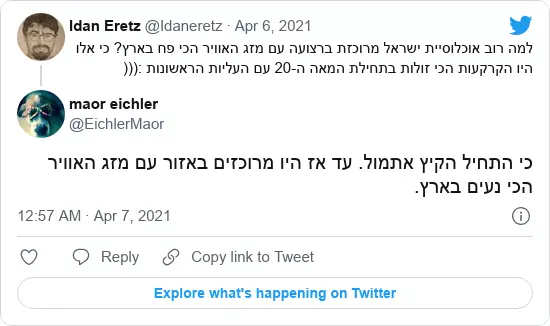 Idan Eretz @Idaneretz · Apr 6, 2021
למה רוב אוכלוסיית ישראל מרוכזת ברצועה עם מזג האוויר הכי פח בארץ? כי אלו
היו הקרקעות הכי זולות בתחילת המאה ה-20 עם העליות הראשונות :(((
maor eichler
@EichlerMaor
כי התחיל הקיץ אתמול. עד אז היו מרוכזים באזור עם מזג האוויר
הכי נעים בארץ.
12:57 AM · Apr 7, 2021
Reply Copy link to Tweet
Explore what's happening on Twitter